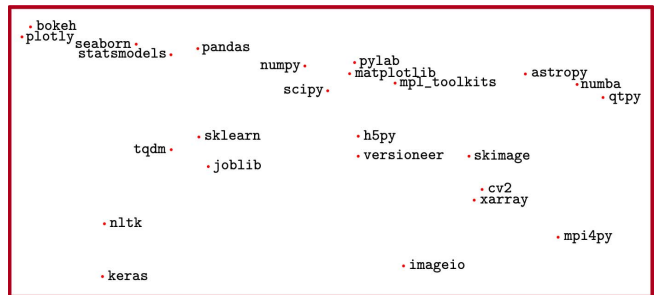 bokeh
plotly
seaborn
pandas
statsmodels
pylab
numpy
matplotlib
astropy
mpl_toolkits
numba
scipy
qtpy
sklearn
h5py
tqdm
versioneer
skimage
joblib
cv2
xarray
nltk
mpi4py
imageio
keras